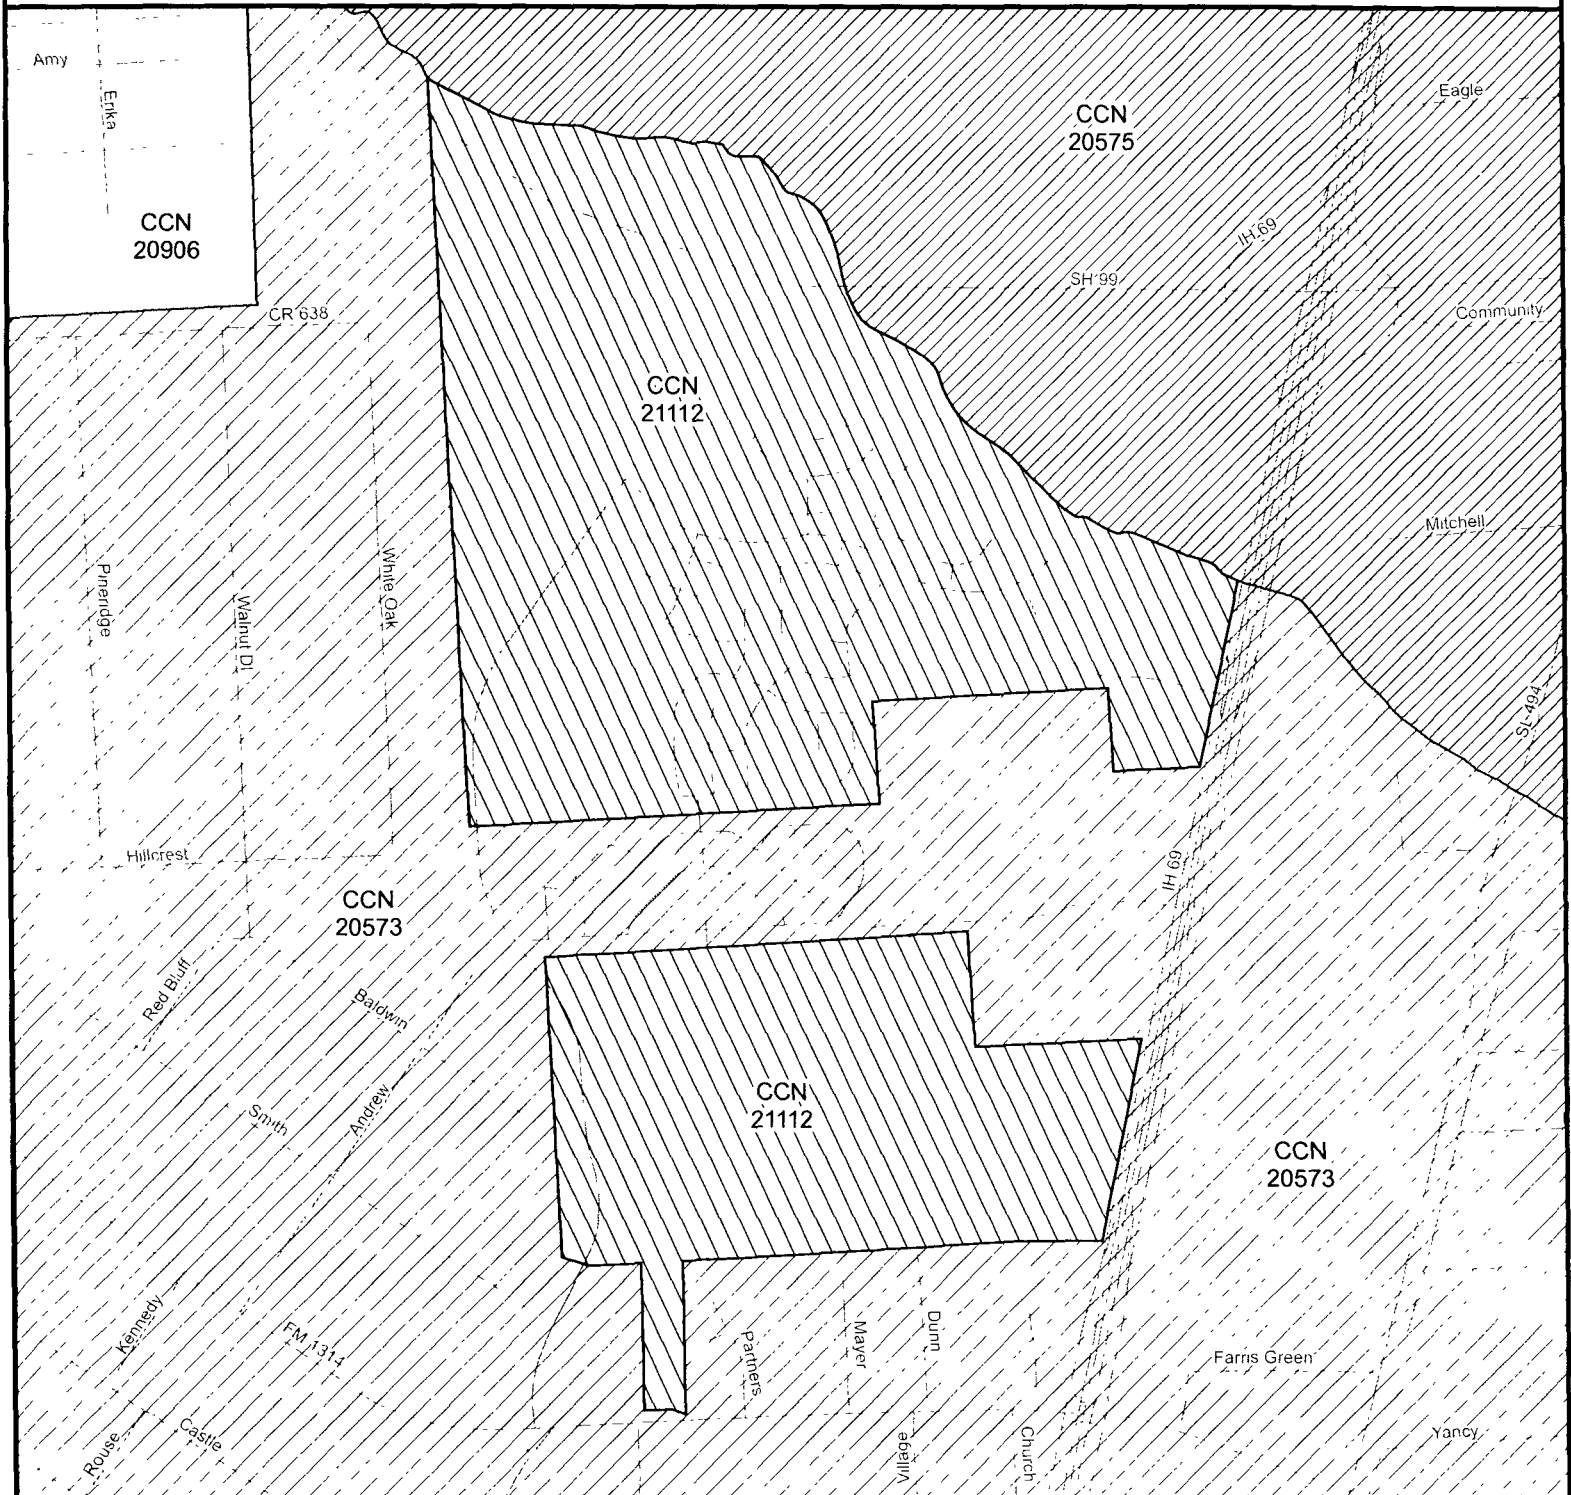 Amy
Erika
Eagle
CCN
20575
CCN
20906
IH 69
SH 99
CR 638
Community
CCN
21112
Mitchell
Pineridge
Walnut Dl
White Oak
SL 494
Hillcrest
IH 69
CCN
20573
Red Bluff
Baldwin
Smith
Andrew
CCN
21112
CCN
20573
Kennedy
FM 1314
Partners
Mayer
Dunn
Farris Green
Rouse
Castle
Village
Church
Yancy